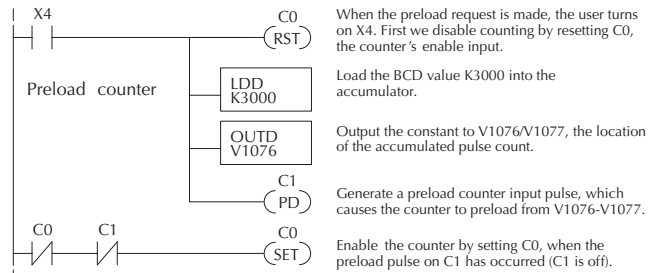 X4
C0
RST
When the preload request is made, the user turns
on X4. First we disable counting by resetting C0,
the counter's enable input.
Preload counter
LDD
K3000
Load the BCD value K3000 into the
accumulator.
OUTD
V1076
Output the constant to V1076/V1077, the location
of the accumulated pulse count.
C1
PD
Generate a preload counter input pulse, which
causes the counter to preload from V1076-V1077.
C0
C1
C0
SET
Enable the counter by setting C0, when the
preload pulse on C1 has occurred (C1 is off).